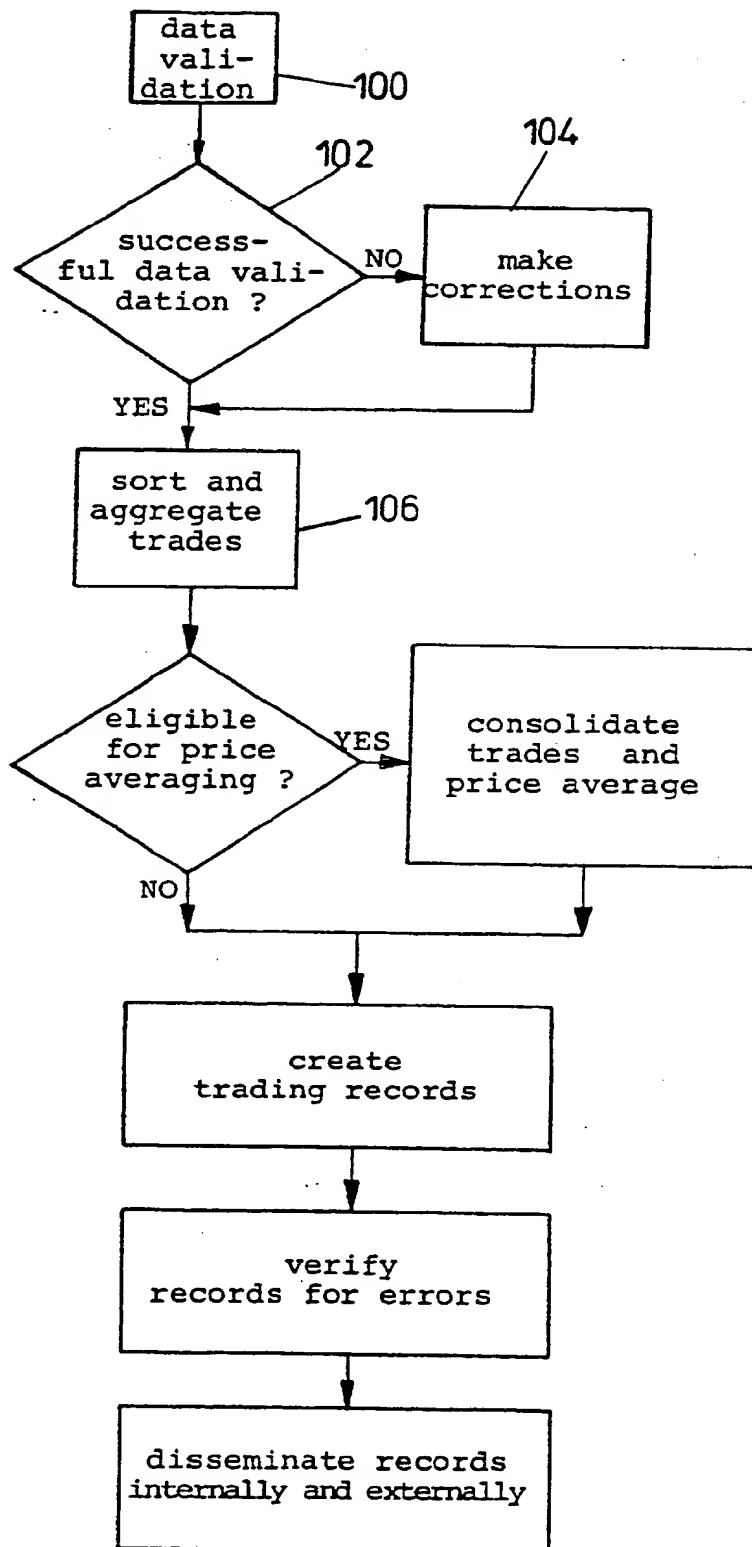 data
vali-
dation
100
102
success-
ful data vali-
dation ?
NO
104
make
corrections
YES
sort and
aggregate
trades
106
eligible
for price
averaging ?
YES
consolidate
trades and
price average
NO
create
trading records
verify
records for errors
disseminate records
internally and externally